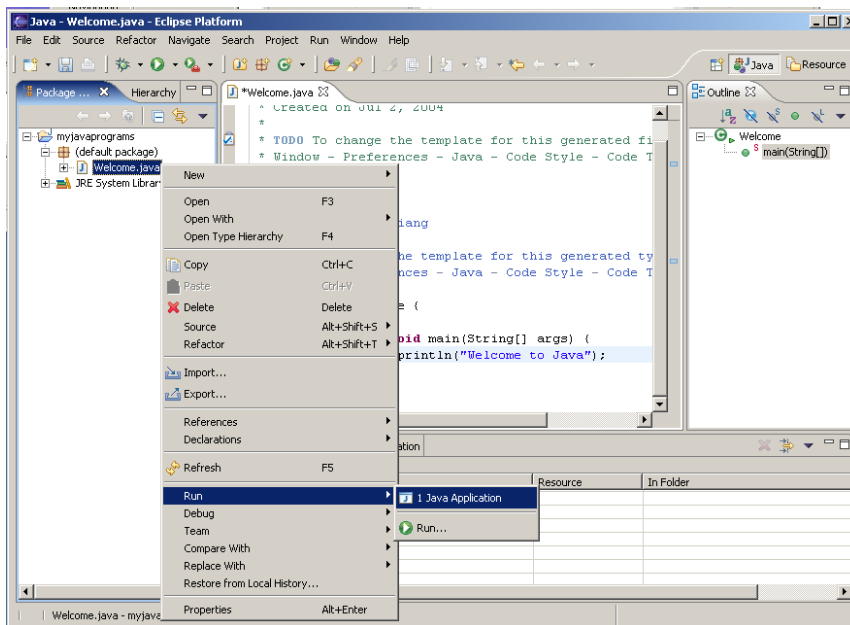 Java - Welcome.java - Eclipse Platform
File Edit Source Refactor Navigate Search Project Run Window Help
Java Resource
Package ... Hierarchy
*Welcome.java
Outline
myjavaprograms
(default package)
Welcome.java
JRE System Librar
* Created on Jul 2, 2004
*
* TODO To change the template for this generated fi
* Window - Preferences - Java - Code Style - Code T
iang
he template for this generated ty
nces - Java - Code Style - Code T
e {
oid main(String[] args) {
println("Welcome to Java");
Welcome
main(String[])
New
Open F3
Open With
Open Type Hierarchy F4
Copy Ctrl+C
Paste Ctrl+V
Delete Delete
Source Alt+Shift+S
Refactor Alt+Shift+T
Import...
Export...
References
Declarations
Refresh F5
Run
Debug
Team
Compare With
Replace With
Restore from Local History...
Properties Alt+Enter
1 Java Application
Run...
ation
Resource In Folder
Welcome.java - myjava